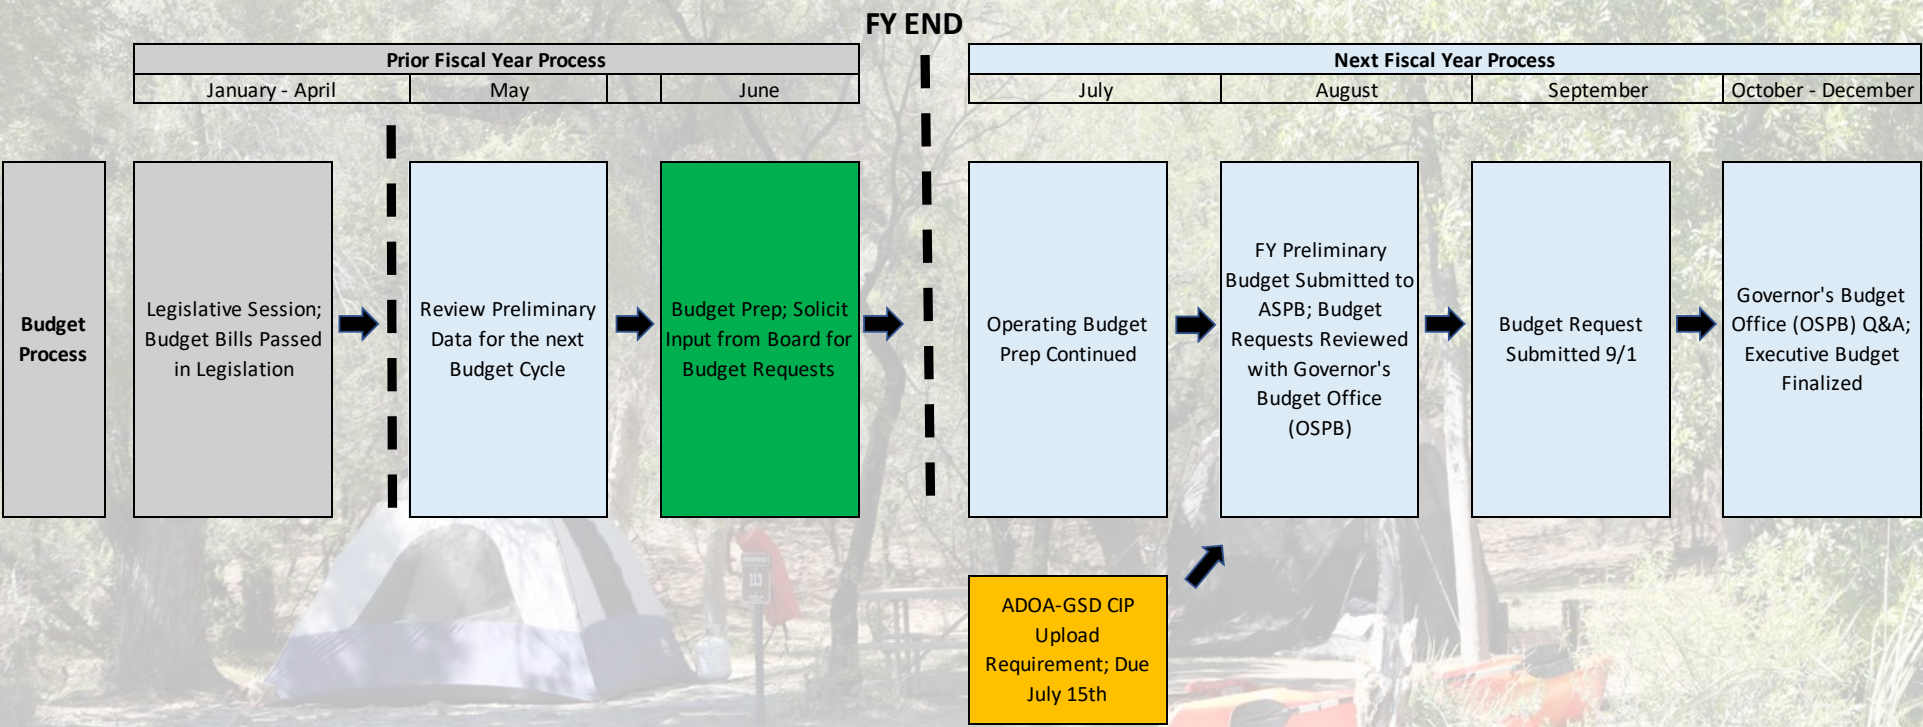 FY END
Prior Fiscal Year Process
Next Fiscal Year Process
January - April
May
June
July
August
September
October - December
Budget
Process
Legislative Session;
Budget Bills Passed
in Legislation
Review Preliminary
Data for the next
Budget Cycle
Budget Prep; Solicit
Input from Board for
Budget Requests
Operating Budget
Prep Continued
FY Preliminary
Budget Submitted to
ASPB; Budget
Requests Reviewed
with Governor's
Budget Office
(OSPB)
Budget Request
Submitted 9/1
Governor's Budget
Office (OSPB) Q&A;
Executive Budget
Finalized
ADOA-GSD CIP
Upload
Requirement; Due
July 15th
113